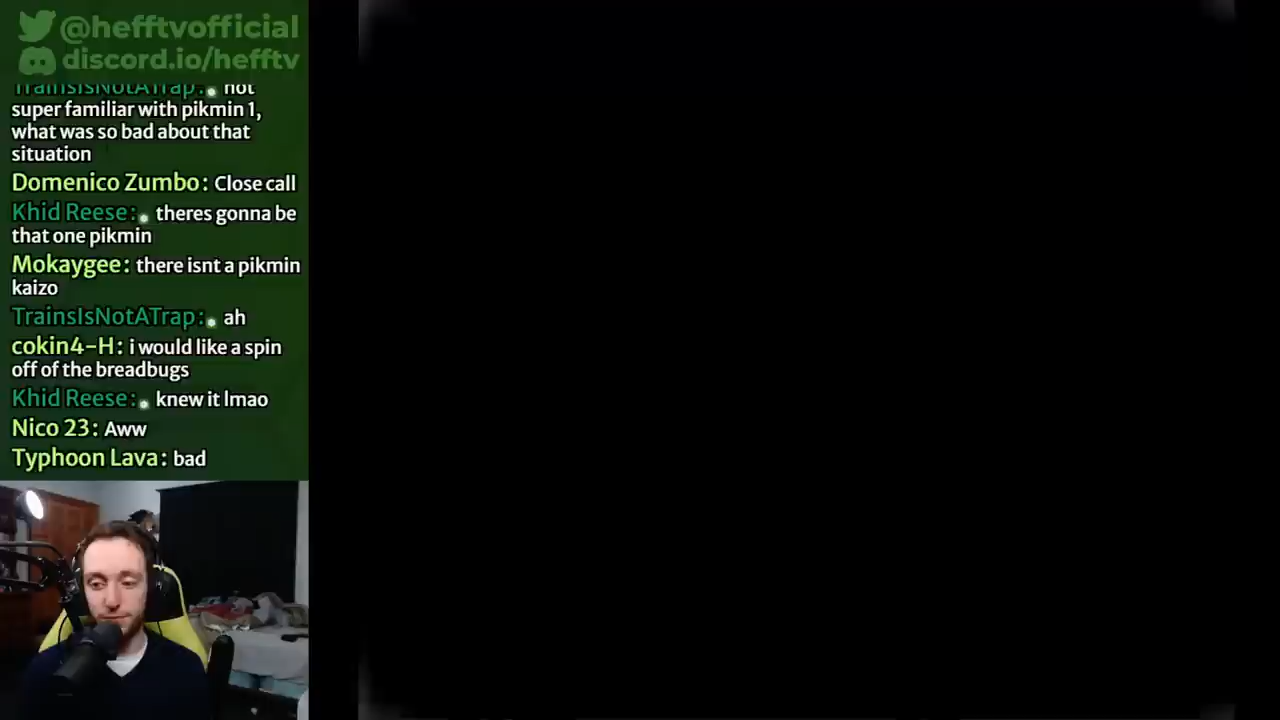 @hefftvofficial
discord.io/hefftv
TrainsIsNotATrap: not
super familiar with pikmin 1,
what was so bad about that
situation
Domenico Zumbo: Close call
Khid Reese: theres gonna be
that one pikmin
Mokaygee: there isnt a pikmin
kaizo
TrainsIsNotATrap: ah
cokin4-H: i would like a spin
off of the breadbugs
Khid Reese: knew it lmao
Nico 23: Aww
Typhoon Lava: bad